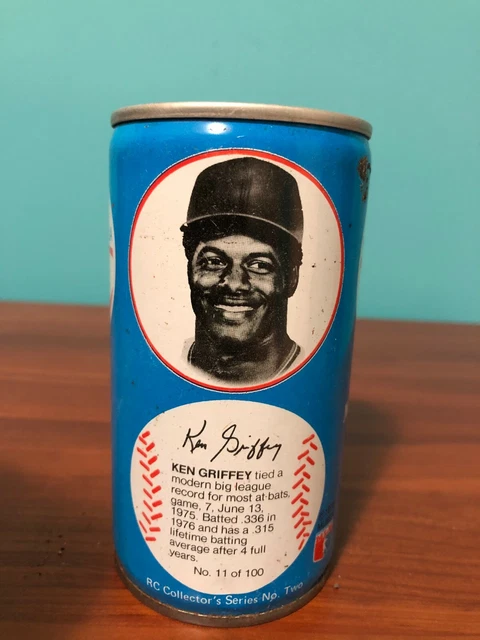 Ken Griffey
KEN GRIFFEY tied a
modern big league
record for most at-bats,
game, 7, June 13,
1975. Batted .336 in
1976 and has a .315
lifetime batting
average after 4 full
years.
No. 11 of 100
RC Collector's Series No. Two